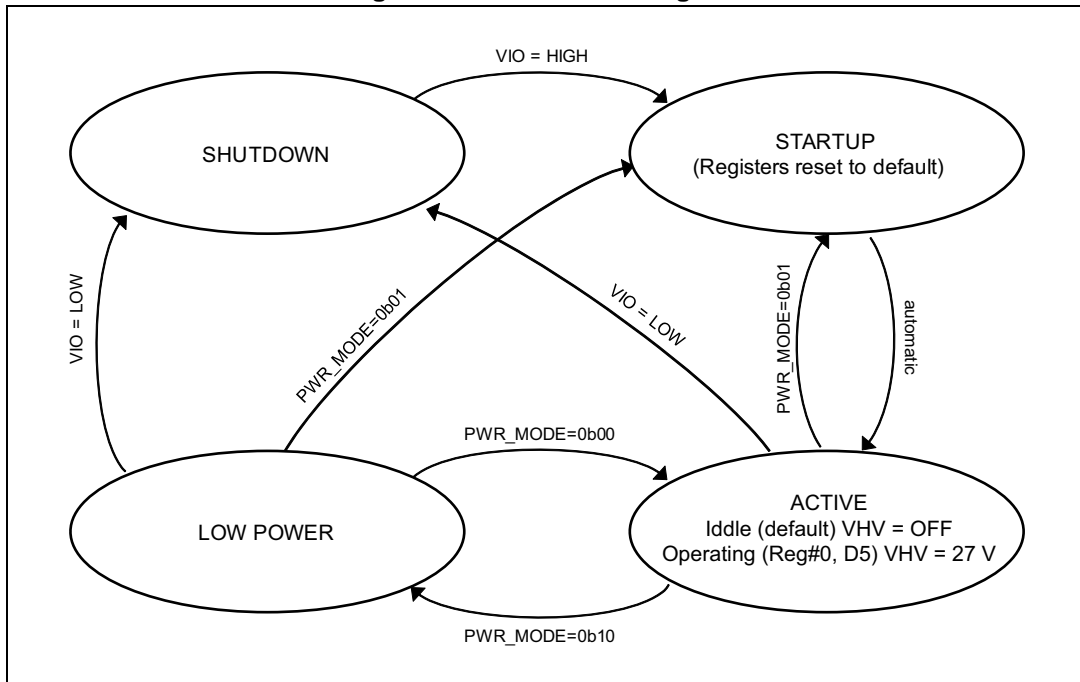 VIO = HIGH
SHUTDOWN
STARTUP
(Registers reset to default)
VIO = LOW
PWR_MODE=0b01
VIO = LOW
PWR_MODE=0b01
automatic
PWR_MODE=0b00
LOW POWER
ACTIVE
Iddle (default) VHV = OFF
Operating (Reg#0, D5) VHV = 27 V
PWR_MODE=0b10